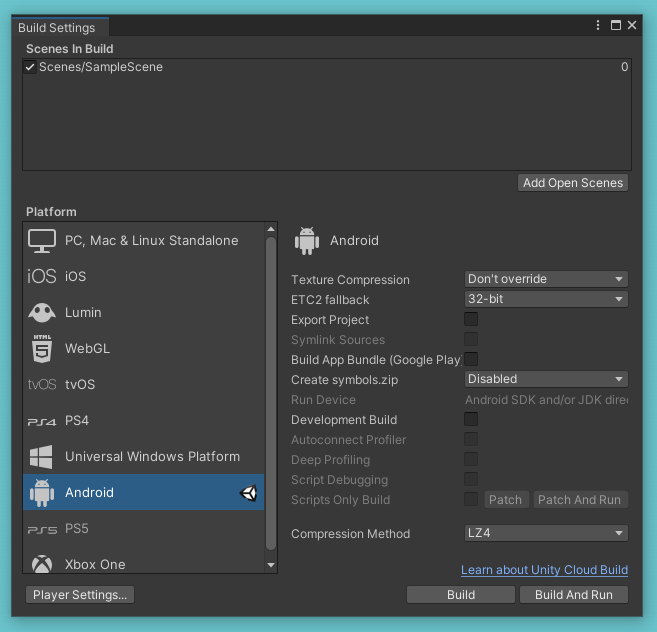 Build Settings
Scenes In Build
Scenes/SampleScene 0
Add Open Scenes
Platform
PC, Mac & Linux Standalone
iOS iOS
Lumin
HTML WebGL
tvOS tvOS
PS4 PS4
Universal Windows Platform
Android
PS5 PS5
Xbox One
Android
Texture Compression Don't override
ETC2 fallback 32-bit
Export Project
Symlink Sources
Build App Bundle (Google Play
Create symbols.zip Disabled
Run Device Android SDK and/or JDK direc
Development Build
Autoconnect Profiler
Deep Profiling
Script Debugging
Scripts Only Build Patch Patch And Run
Compression Method LZ4
Learn about Unity Cloud Build
Player Settings... Build Build And Run